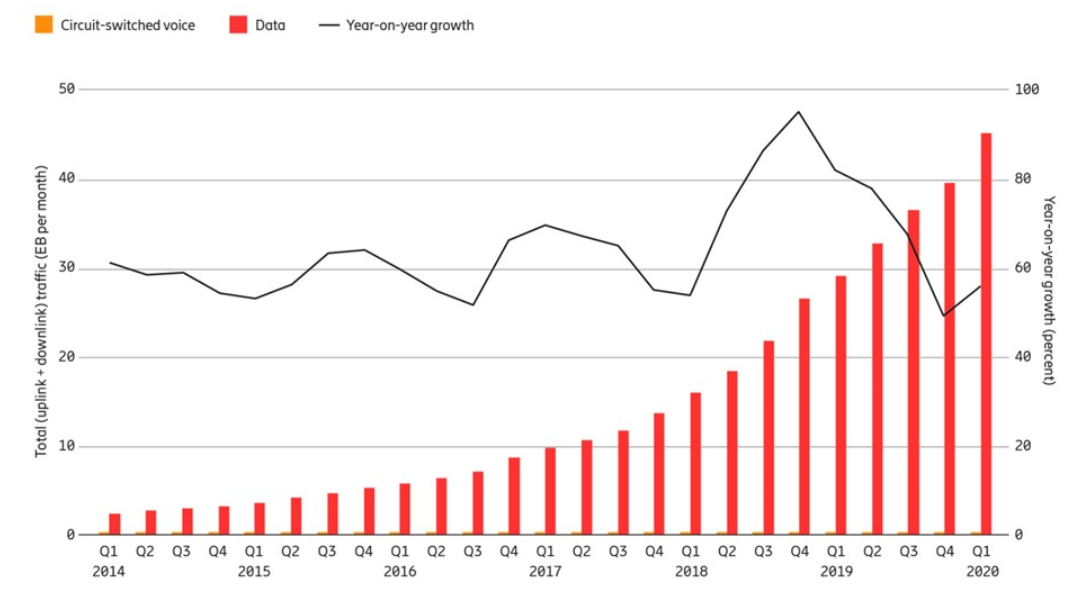 Circuit-switched voice Data Year-on-year growth
50 100
40 80
30 60
20 40
10 20
0 0
Total (uplink + downlink) traffic (EB per month)
Year-on-year growth (percent)
Q1 Q2 Q3 Q4 Q1 Q2 Q3 Q4 Q1 Q2 Q3 Q4 Q1 Q2 Q3 Q4 Q1 Q2 Q3 Q4 Q1 Q2 Q3 Q4 Q1
2014 2015 2016 2017 2018 2019 2020